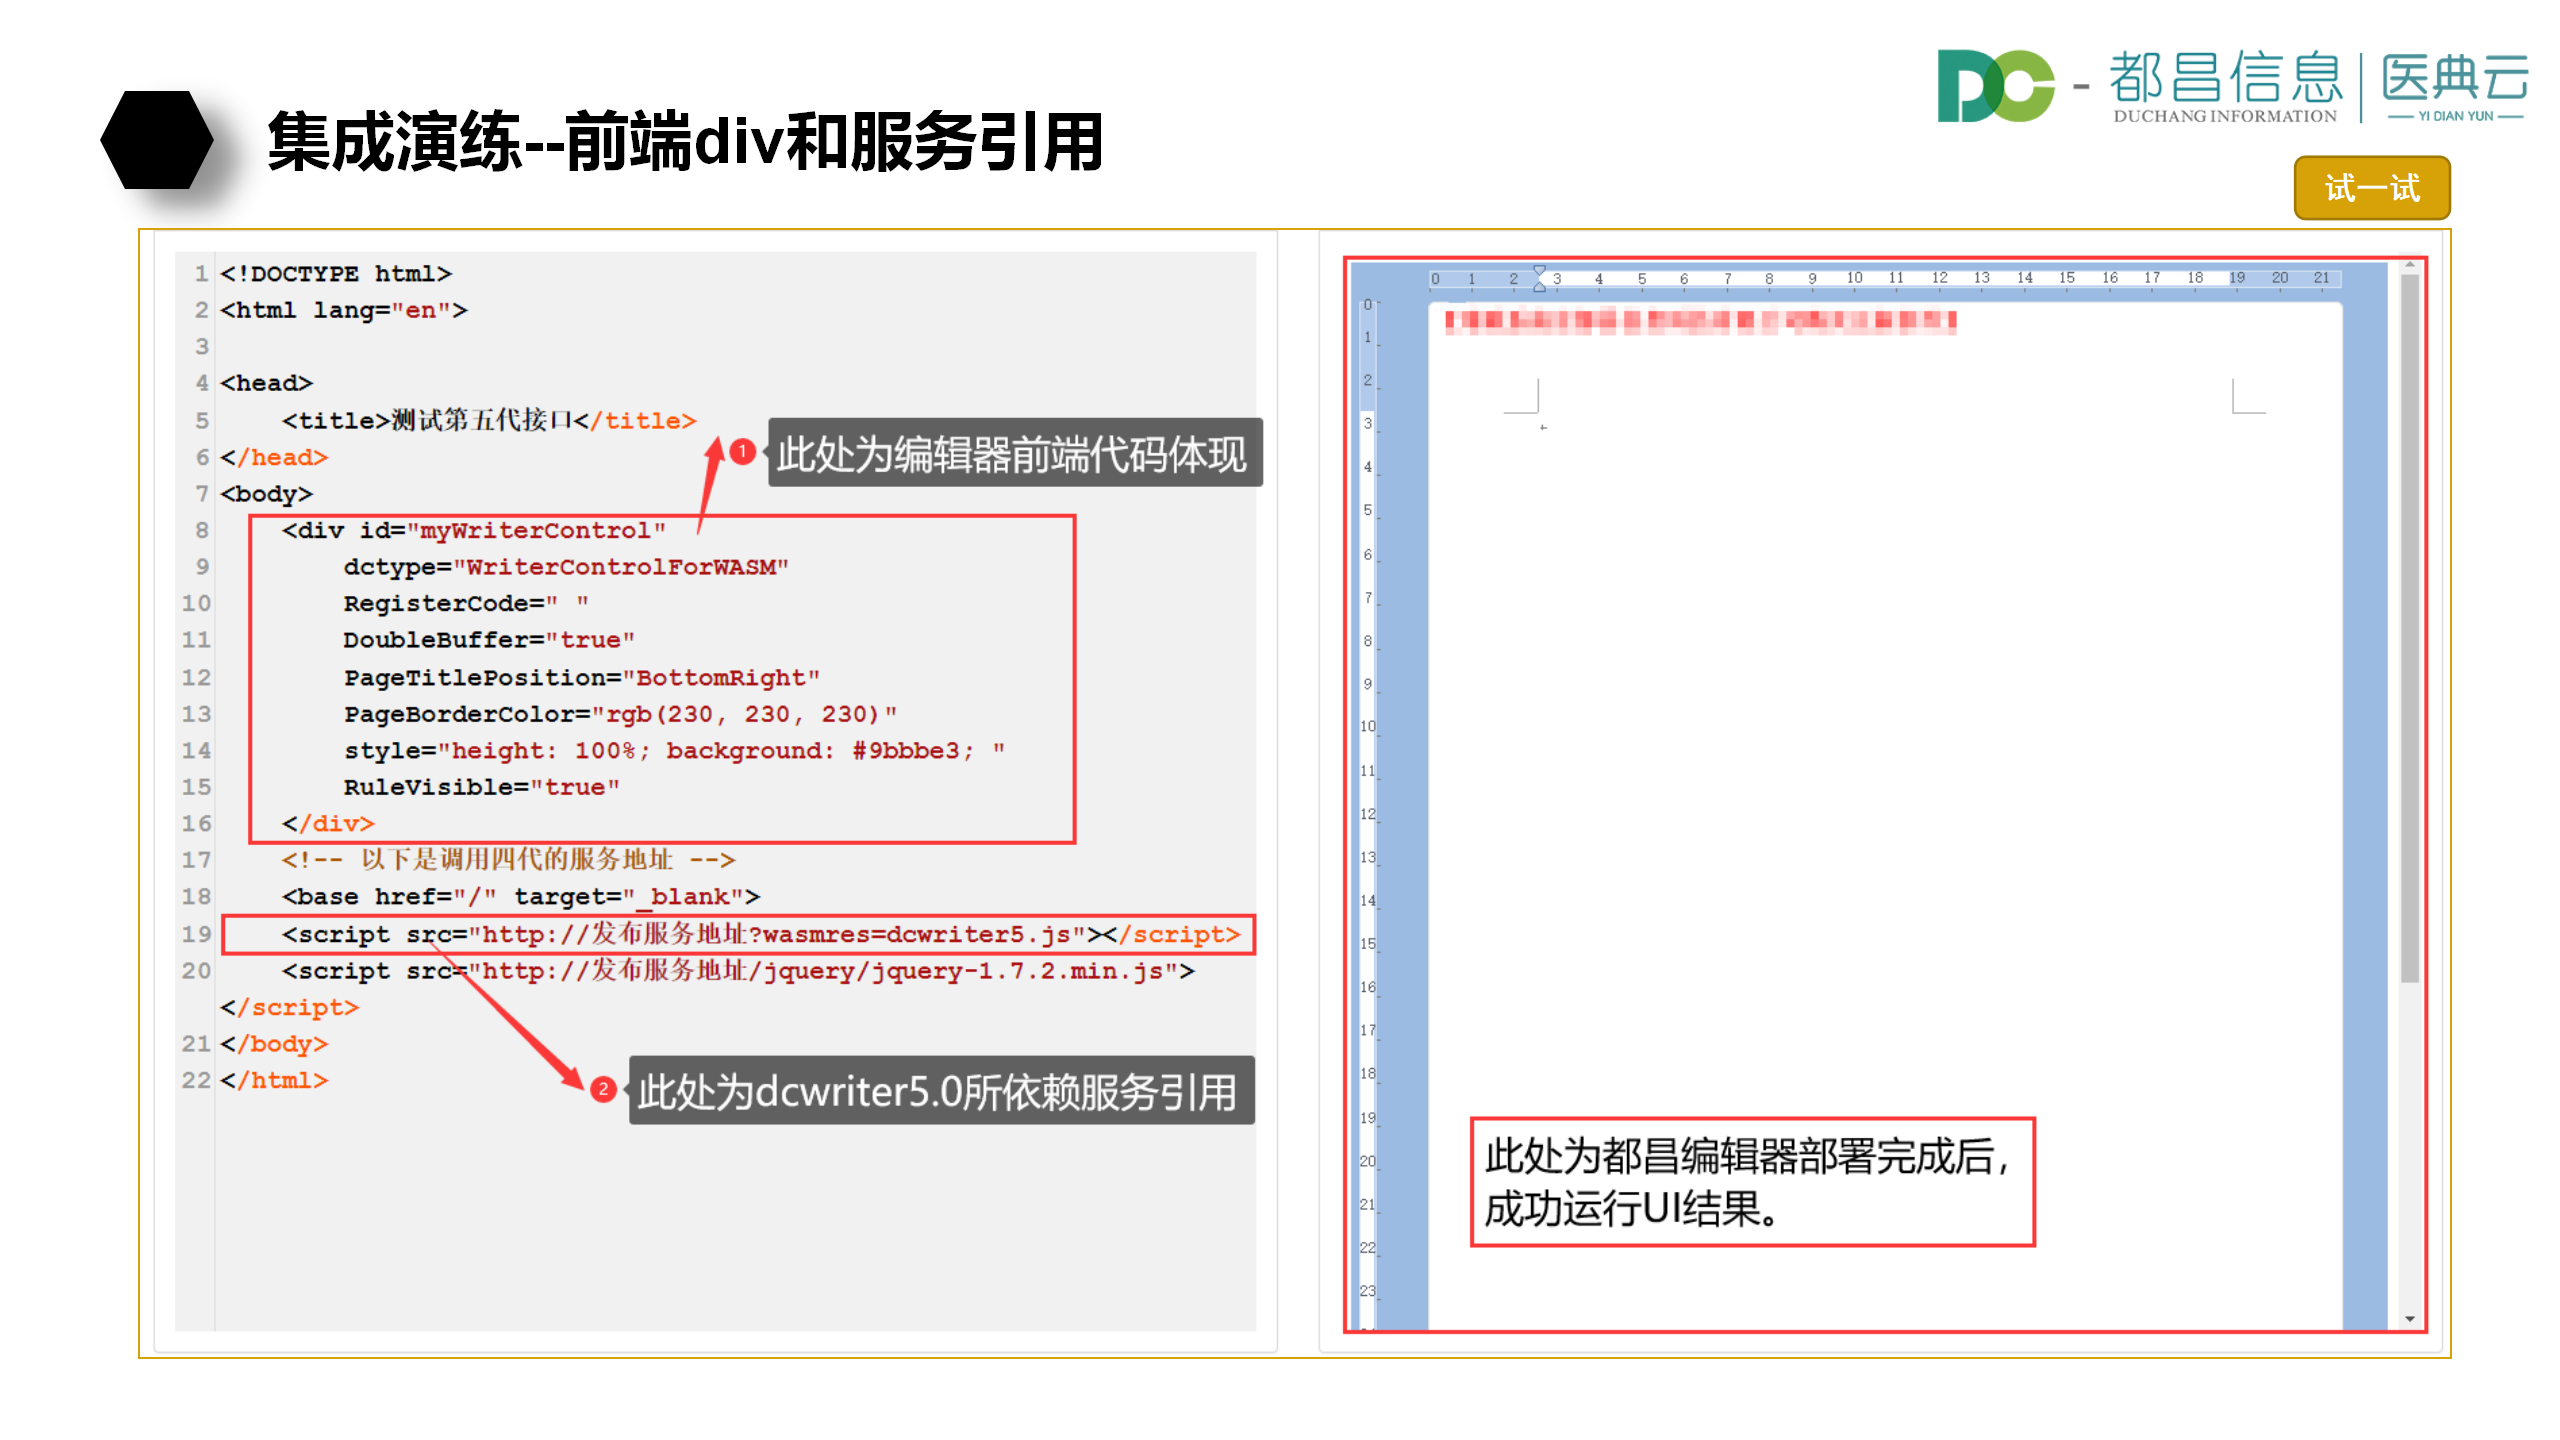 DC - 都昌信息 医典云
DUCHANG INFORMATION YI DIAN YUN
集成演练--前端div和服务引用
试一试
1 <!DOCTYPE html>
2 <html lang="en">
3
4 <head>
5 <title>测试第五代接口</title>
6 </head>
7 <body>
8 <div id="myWriterControl"
9 dctype="WriterControlForWASM"
10 RegisterCode=" "
11 DoubleBuffer="true"
12 PageTitlePosition="BottomRight"
13 PageBorderColor="rgb(230, 230, 230)"
14 style="height: 100%; background: #9bbbe3; "
15 RuleVisible="true"
16 </div>
17 <!-- 以下是调用四代的服务地址 -->
18 <base href="/" target="_blank">
19 <script src="http://发布服务地址?wasmres=dcwriter5.js"></script>
20 <script src="http://发布服务地址/jquery/jquery-1.7.2.min.js">
</script>
21 </body>
22 </html>
1 此处为编辑器前端代码体现
2 此处为dcwriter5.0所依赖服务引用
0 1 2 3 4 5 6 7 8 9 10 11 12 13 14 15 16 17 18 19 20 21
0
1
2
3
4
5
6
7
8
9
10
11
12
13
14
15
16
17
18
19
20
21
22
23
此处为都昌编辑器部署完成后，
成功运行UI结果。